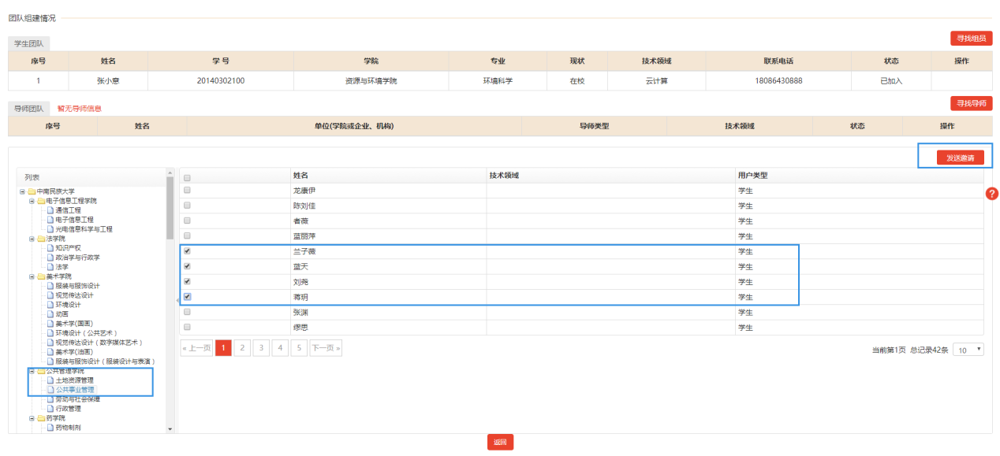 团队组建情况
学生团队 寻找组员
序号 姓名 学 号 学院 专业 现状 技术领域 联系电话 状态 操作
1 张小意 20140302100 资源与环境学院 环境科学 在校 云计算 18086430888 已加入
导师团队 暂无导师信息 寻找导师
序号 姓名 单位(学院或企业、机构) 导师类型 技术领域 状态 操作
发送邀请
列表
中南民族大学
电子信息工程学院
通信工程
电子信息工程
光电信息科学与工程
法学院
知识产权
政治学与行政学
法学
美术学院
服装与服饰设计
视觉传达设计
环境设计
动画
美术学(国画)
环境设计（公共艺术）
视觉传达设计（数字媒体艺术）
美术学(油画)
服装与服饰设计（服装设计与表演）
公共管理学院
土地资源管理
公共事业管理
劳动与社会保障
行政管理
药学院
药物制剂
姓名 技术领域 用户类型
龙康伊 学生
陈刘佳 学生
者薇 学生
蓝丽萍 学生
兰子薇 学生
蓝天 学生
刘尧 学生
蒋玥 学生
张渊 学生
缪思 学生
« 上一页 1 2 3 4 5 下一页 »
当前第1页 总记录42条 10
?
返回